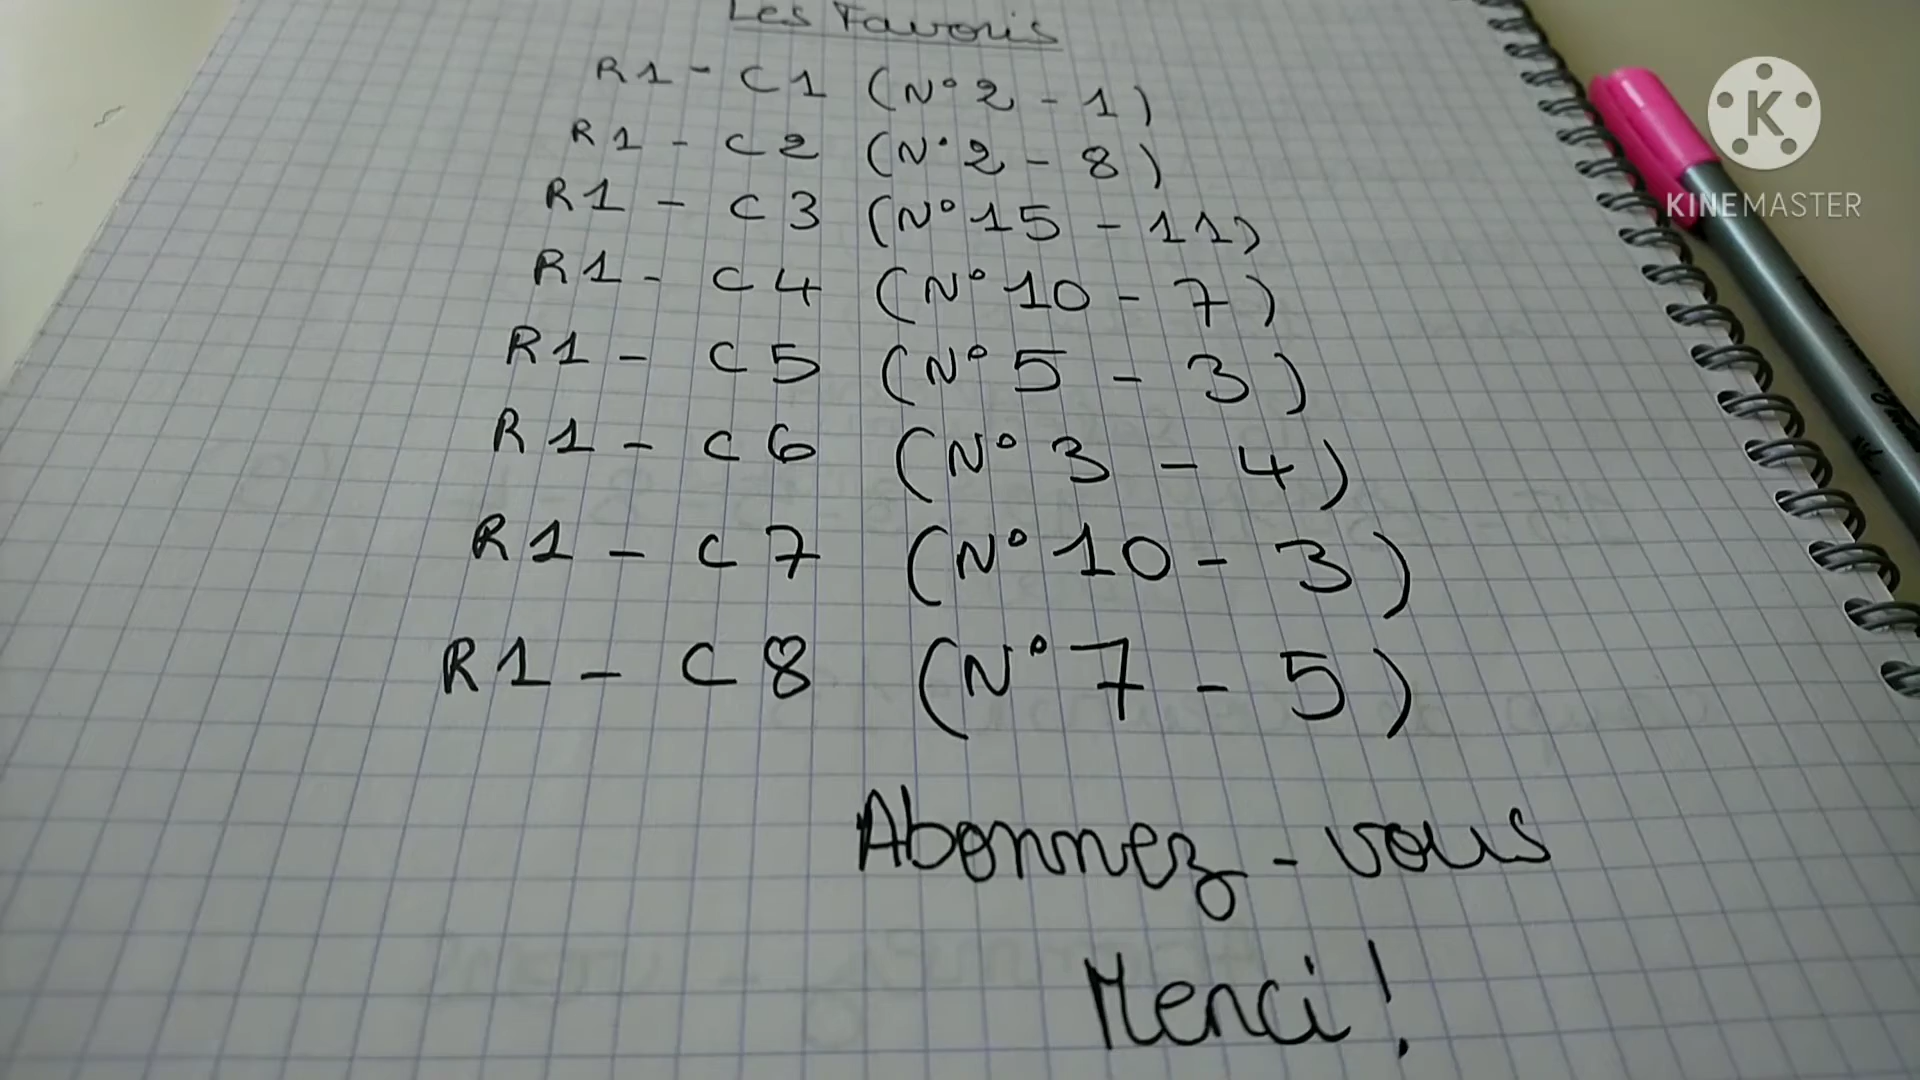 Les Favoris
R1 - C1 (N° 2 - 1)
R1 - C2 (N° 2 - 8)
R1 - C3 (N° 15 - 11)
R1 - C4 (N° 10 - 7)
R1 - C5 (N° 5 - 3)
R1 - C6 (N° 3 - 4)
R1 - C7 (N° 10 - 3)
R1 - C8 (N° 7 - 5)
Abonnez-vous
Merci !
K
KINEMASTER